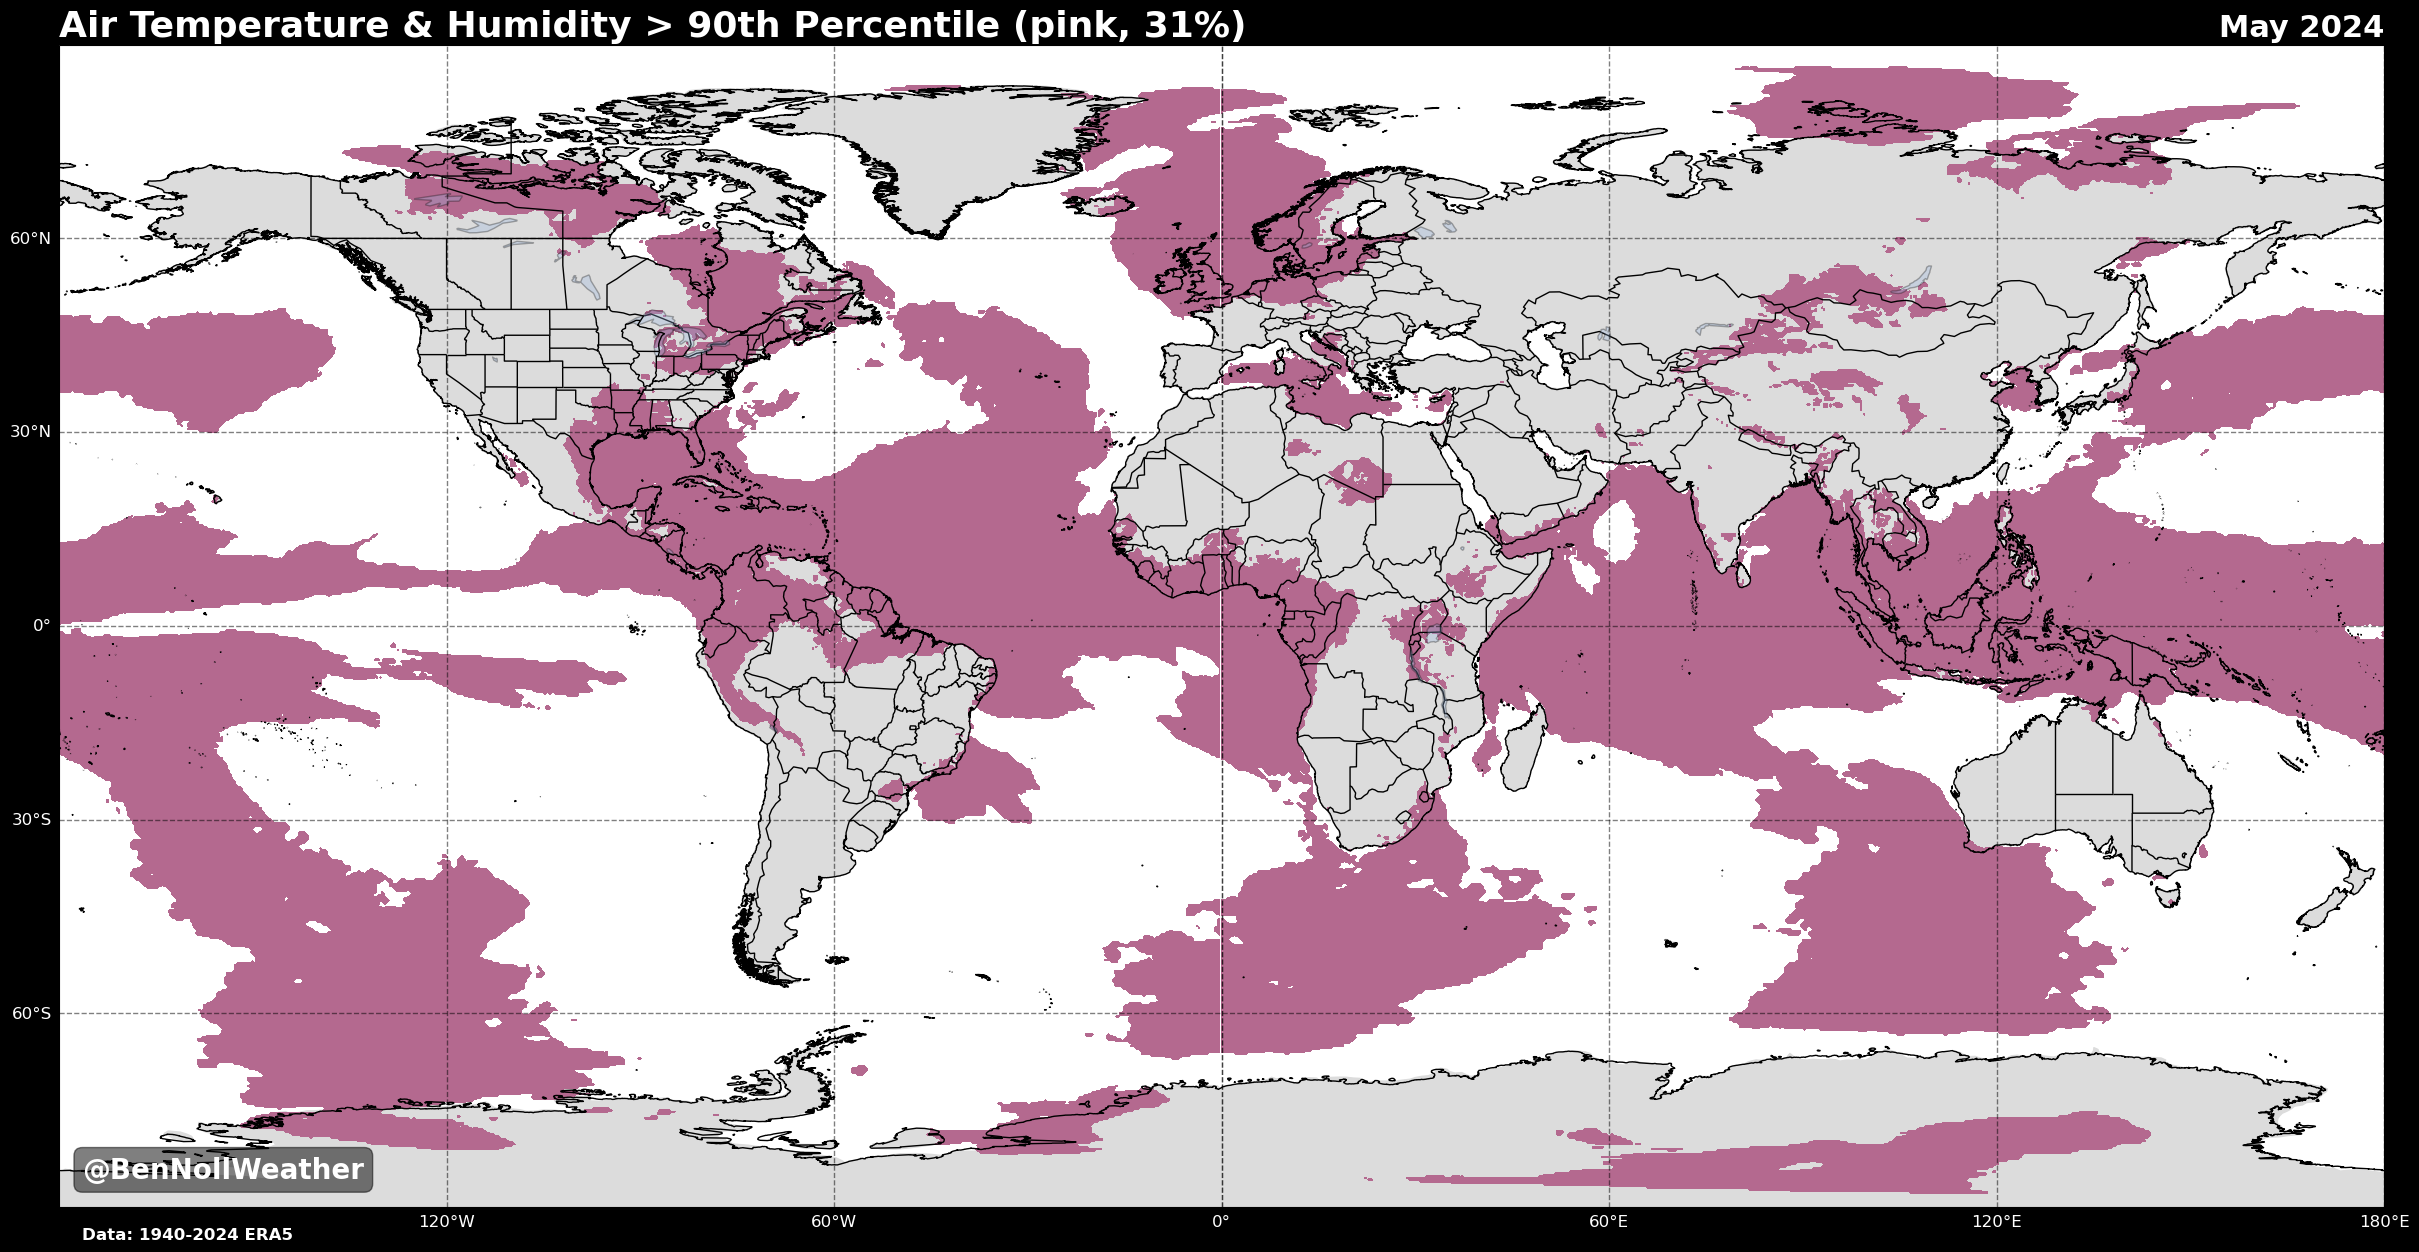 Air Temperature & Humidity > 90th Percentile (pink, 31%)
May 2024
60°N
30°N
0°
30°S
60°S
@BenNollWeather
120°W
60°W
0°
60°E
120°E
180°E
Data: 1940-2024 ERA5